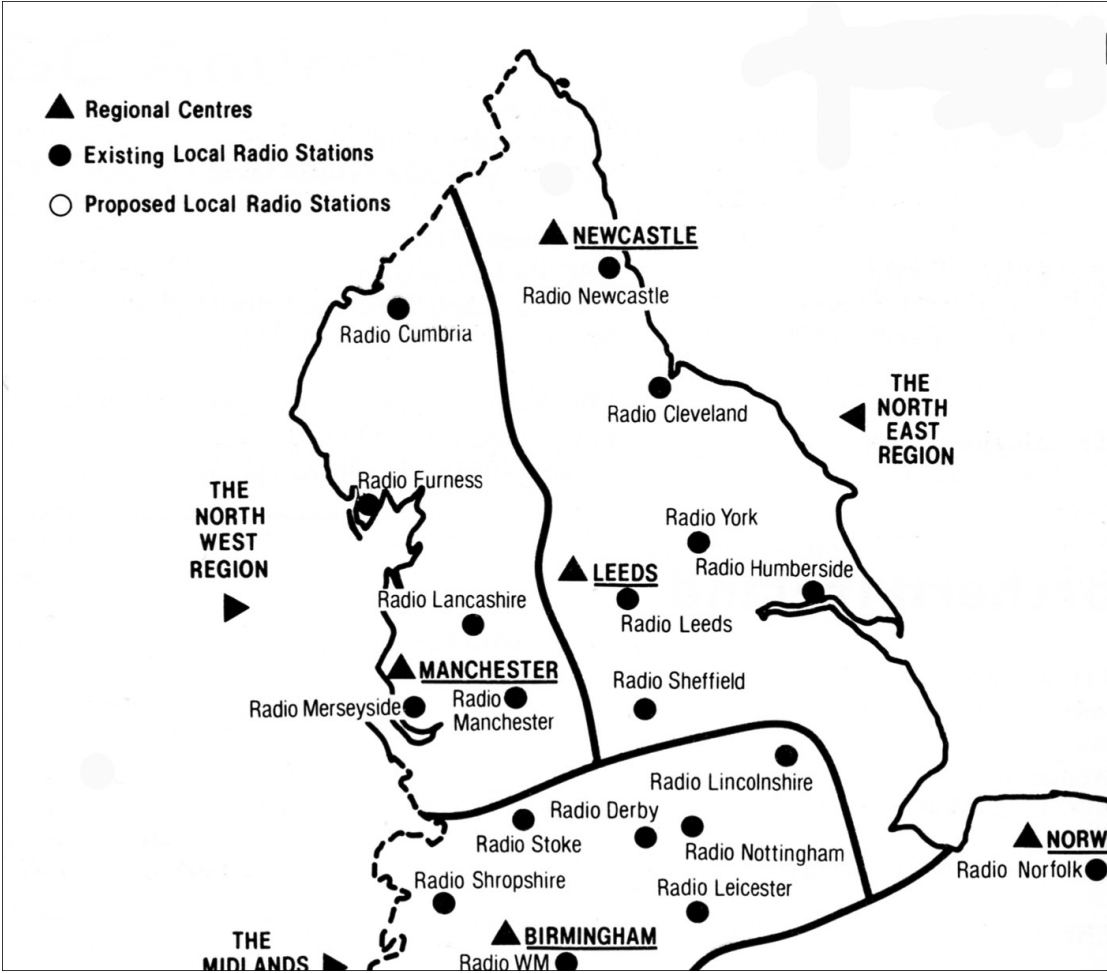 Regional Centres
Existing Local Radio Stations
Proposed Local Radio Stations
NEWCASTLE
Radio Newcastle
Radio Cumbria
THE
NORTH
EAST
REGION
Radio Cleveland
Radio Furness
THE
NORTH
WEST
REGION
Radio York
Radio Humberside
LEEDS
Radio Leeds
Radio Lancashire
MANCHESTER
Radio Merseyside
Radio
Manchester
Radio Sheffield
Radio Lincolnshire
Radio Derby
Radio Stoke
Radio Nottingham
NORW
Radio Norfolk
Radio Shropshire
Radio Leicester
BIRMINGHAM
Radio WM
THE
MIDLANDS